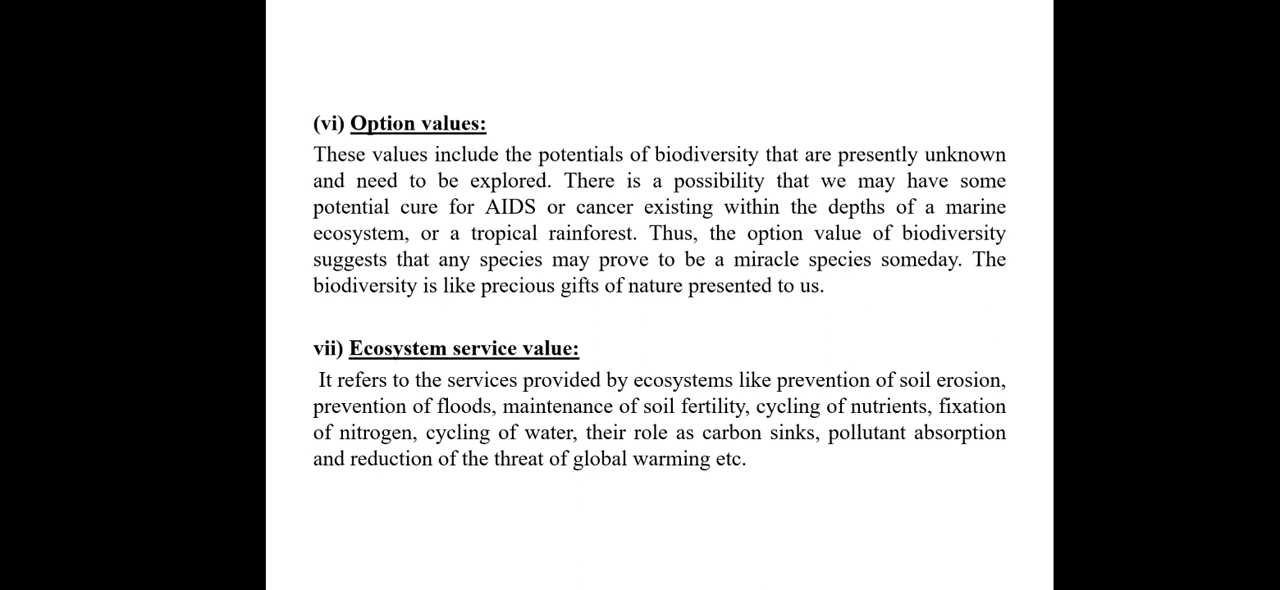 (vi) Option values:
These values include the potentials of biodiversity that are presently unknown
and need to be explored. There is a possibility that we may have some
potential cure for AIDS or cancer existing within the depths of a marine
ecosystem, or a tropical rainforest. Thus, the option value of biodiversity
suggests that any species may prove to be a miracle species someday. The
biodiversity is like precious gifts of nature presented to us.
vii) Ecosystem service value:
It refers to the services provided by ecosystems like prevention of soil erosion,
prevention of floods, maintenance of soil fertility, cycling of nutrients, fixation
of nitrogen, cycling of water, their role as carbon sinks, pollutant absorption
and reduction of the threat of global warming etc.